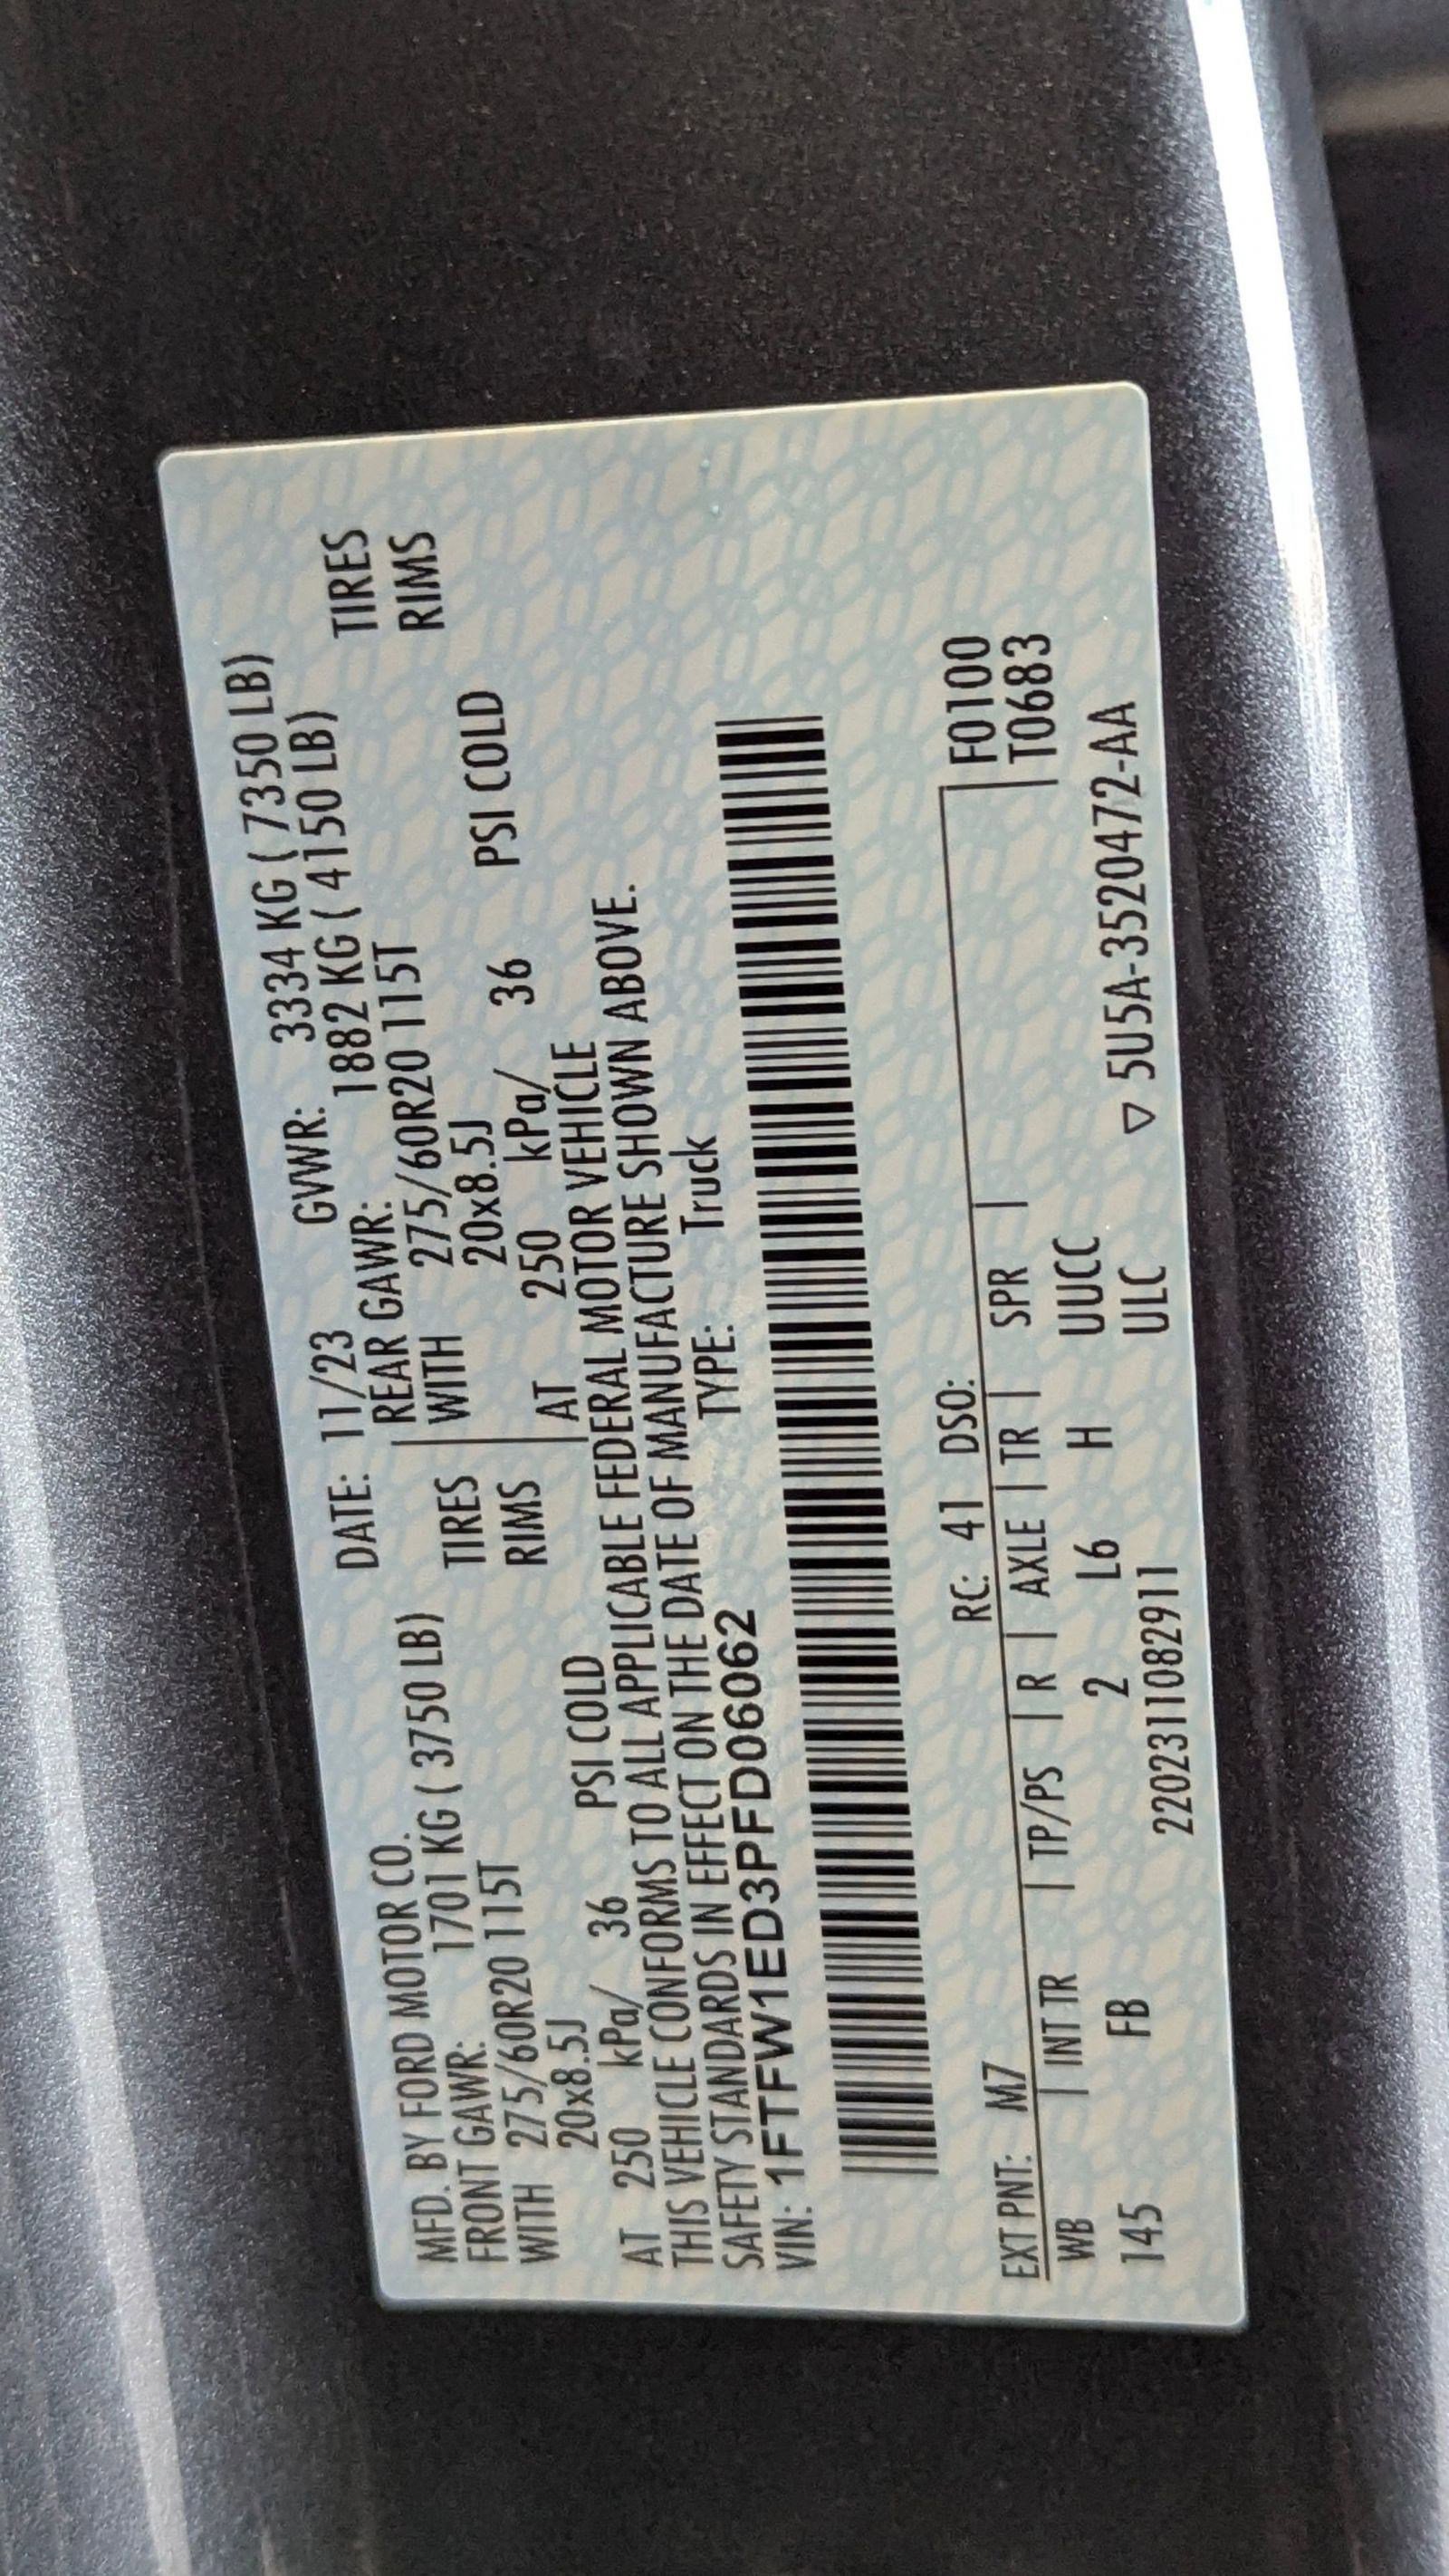 MFD. BY FORD MOTOR CO. DATE: 11/23 GVWR: 3334 KG ( 7350 LB)
FRONT GAWR: 1701 KG ( 3750 LB) REAR GAWR: 1882 KG ( 4150 LB)
WITH 275/60R20 115T TIRES WITH 275/60R20 115T TIRES
20x8.5J RIMS 20x8.5J RIMS
AT 250 kPa/ 36 PSI COLD AT 250 kPa/ 36 PSI COLD
THIS VEHICLE CONFORMS TO ALL APPLICABLE FEDERAL MOTOR VEHICLE
SAFETY STANDARDS IN EFFECT ON THE DATE OF MANUFACTURE SHOWN ABOVE.
VIN: 1FTFW1ED3PFD06062 TYPE: Truck
EXT PNT: M7 RC: 41 DSO: F0100
WB | INT TR | TP/PS | R | AXLE | TR | SPR | T0683
145 FB 2 L6 H UUCC
220231108291​1 ULC ▽ 5U5A-3520472-AA